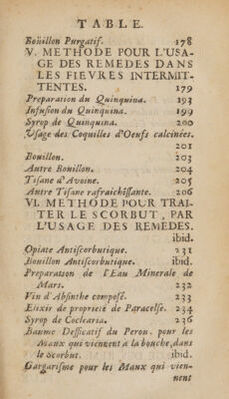 TABLE.
Boüillon Purgatif. 178
V. METHODE POUR L'USA-
GE DES REMEDES DANS
LES FIEVRES INTERMIT-
TENTES. 179
Preparation du Quinquina. 193
Infusion du Quinquina. 199
Syrop de Quinquina. 200
Usage des Coquilles d'Oeufs calcinées.
201
Bouillon. 203
Autre Bouillon. 204
Tisane d'Avoine. 205
Autre Tisane rafraichissante. 206
VI. METHODE POUR TRAI-
TER LE SCORBUT, PAR
L'USAGE DES REMEDES.
ibid.
Opiate Antiscorbutique. 231
Bouillon Antiscorbutique. ibid.
Preparation de l'Eau Minerale de
Mars. 232
Vin d'Absinthe composé. 233
Elixir de proprieté de Paracelse. 234
Syrop de Coclearia. 236
Baume Dessicatif du Perou, pour les
Maux qui viennent a la bouche, dans
le Scorbut. ibid.
Gargarisme pour les Maux qui vien-
nent